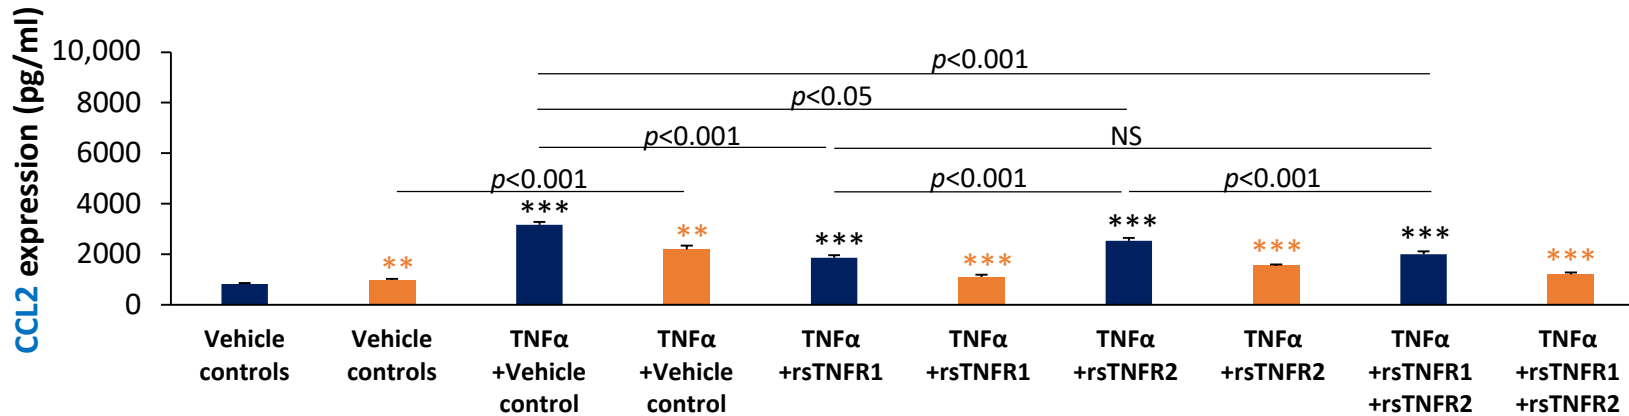 CCL2 expression (pg/ml)
10,000
8000
6000
4000
2000
0
p<0.001
p<0.05
p<0.001
NS
p<0.001
p<0.001
p<0.001
**
***
**
***
***
***
***
***
***
Vehicle
controls
Vehicle
controls
TNFα
+Vehicle
control
TNFα
+Vehicle
control
TNFα
+rsTNFR1
TNFα
+rsTNFR1
TNFα
+rsTNFR2
TNFα
+rsTNFR2
TNFα
+rsTNFR1
+rsTNFR2
TNFα
+rsTNFR1
+rsTNFR2